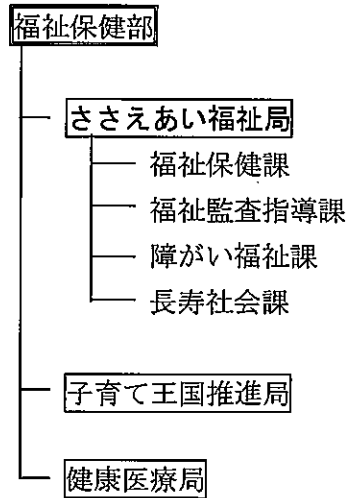 福祉保健部
ささえあい福祉局
福祉保健課
福祉監査指導課
障がい福祉課
長寿社会課
子育て王国推進局
健康医療局